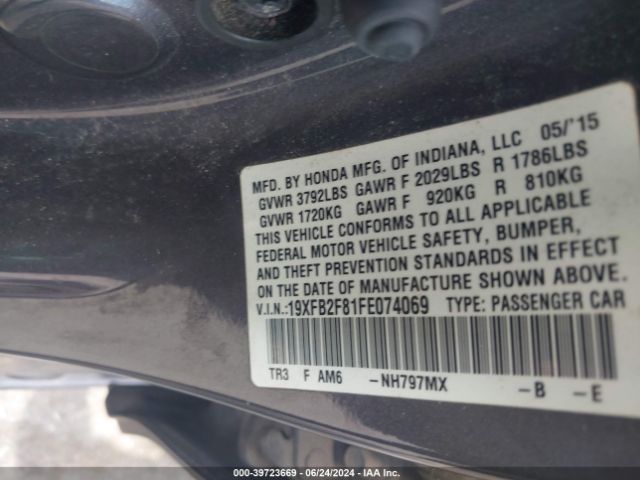 MFD. BY HONDA MFG. OF INDIANA, LLC 05/'15
GVWR 3792LBS GAWR F 2029LBS R 1786LBS
GVWR 1720KG GAWR F 920KG R 810KG
THIS VEHICLE CONFORMS TO ALL APPLICABLE
FEDERAL MOTOR VEHICLE SAFETY, BUMPER,
AND THEFT PREVENTION STANDARDS IN EFFECT
ON THE DATE OF MANUFACTURE SHOWN ABOVE.
V.I.N.:19XFB2F81FE074069 TYPE: PASSENGER CAR
TR3 F AM6 -NH797MX -B -E
000-39723669 - 06/24/2024 - IAA Inc.